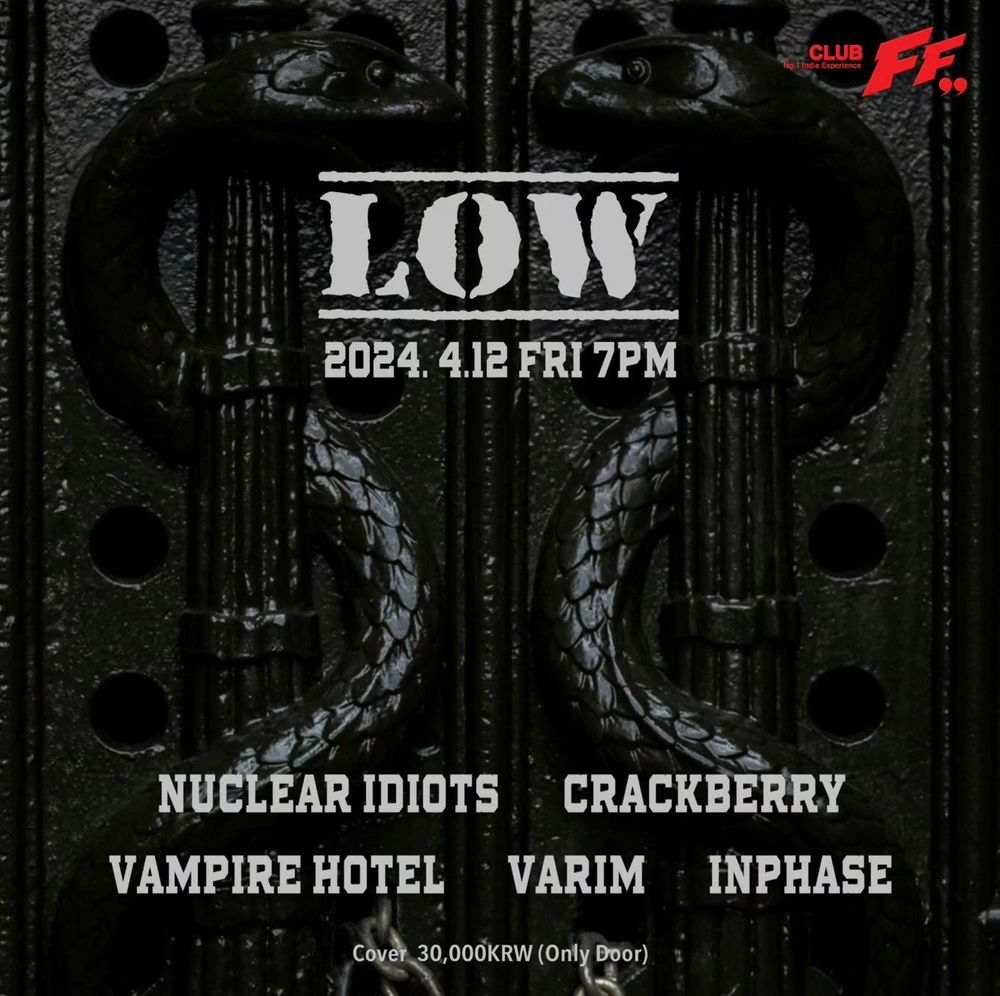 CLUB FF
No.1 Indie Experience
LOW
2024. 4.12 FRI 7PM
NUCLEAR IDIOTS CRACKBERRY
VAMPIRE HOTEL VARIM INPHASE
Cover 30,000KRW (Only Door)